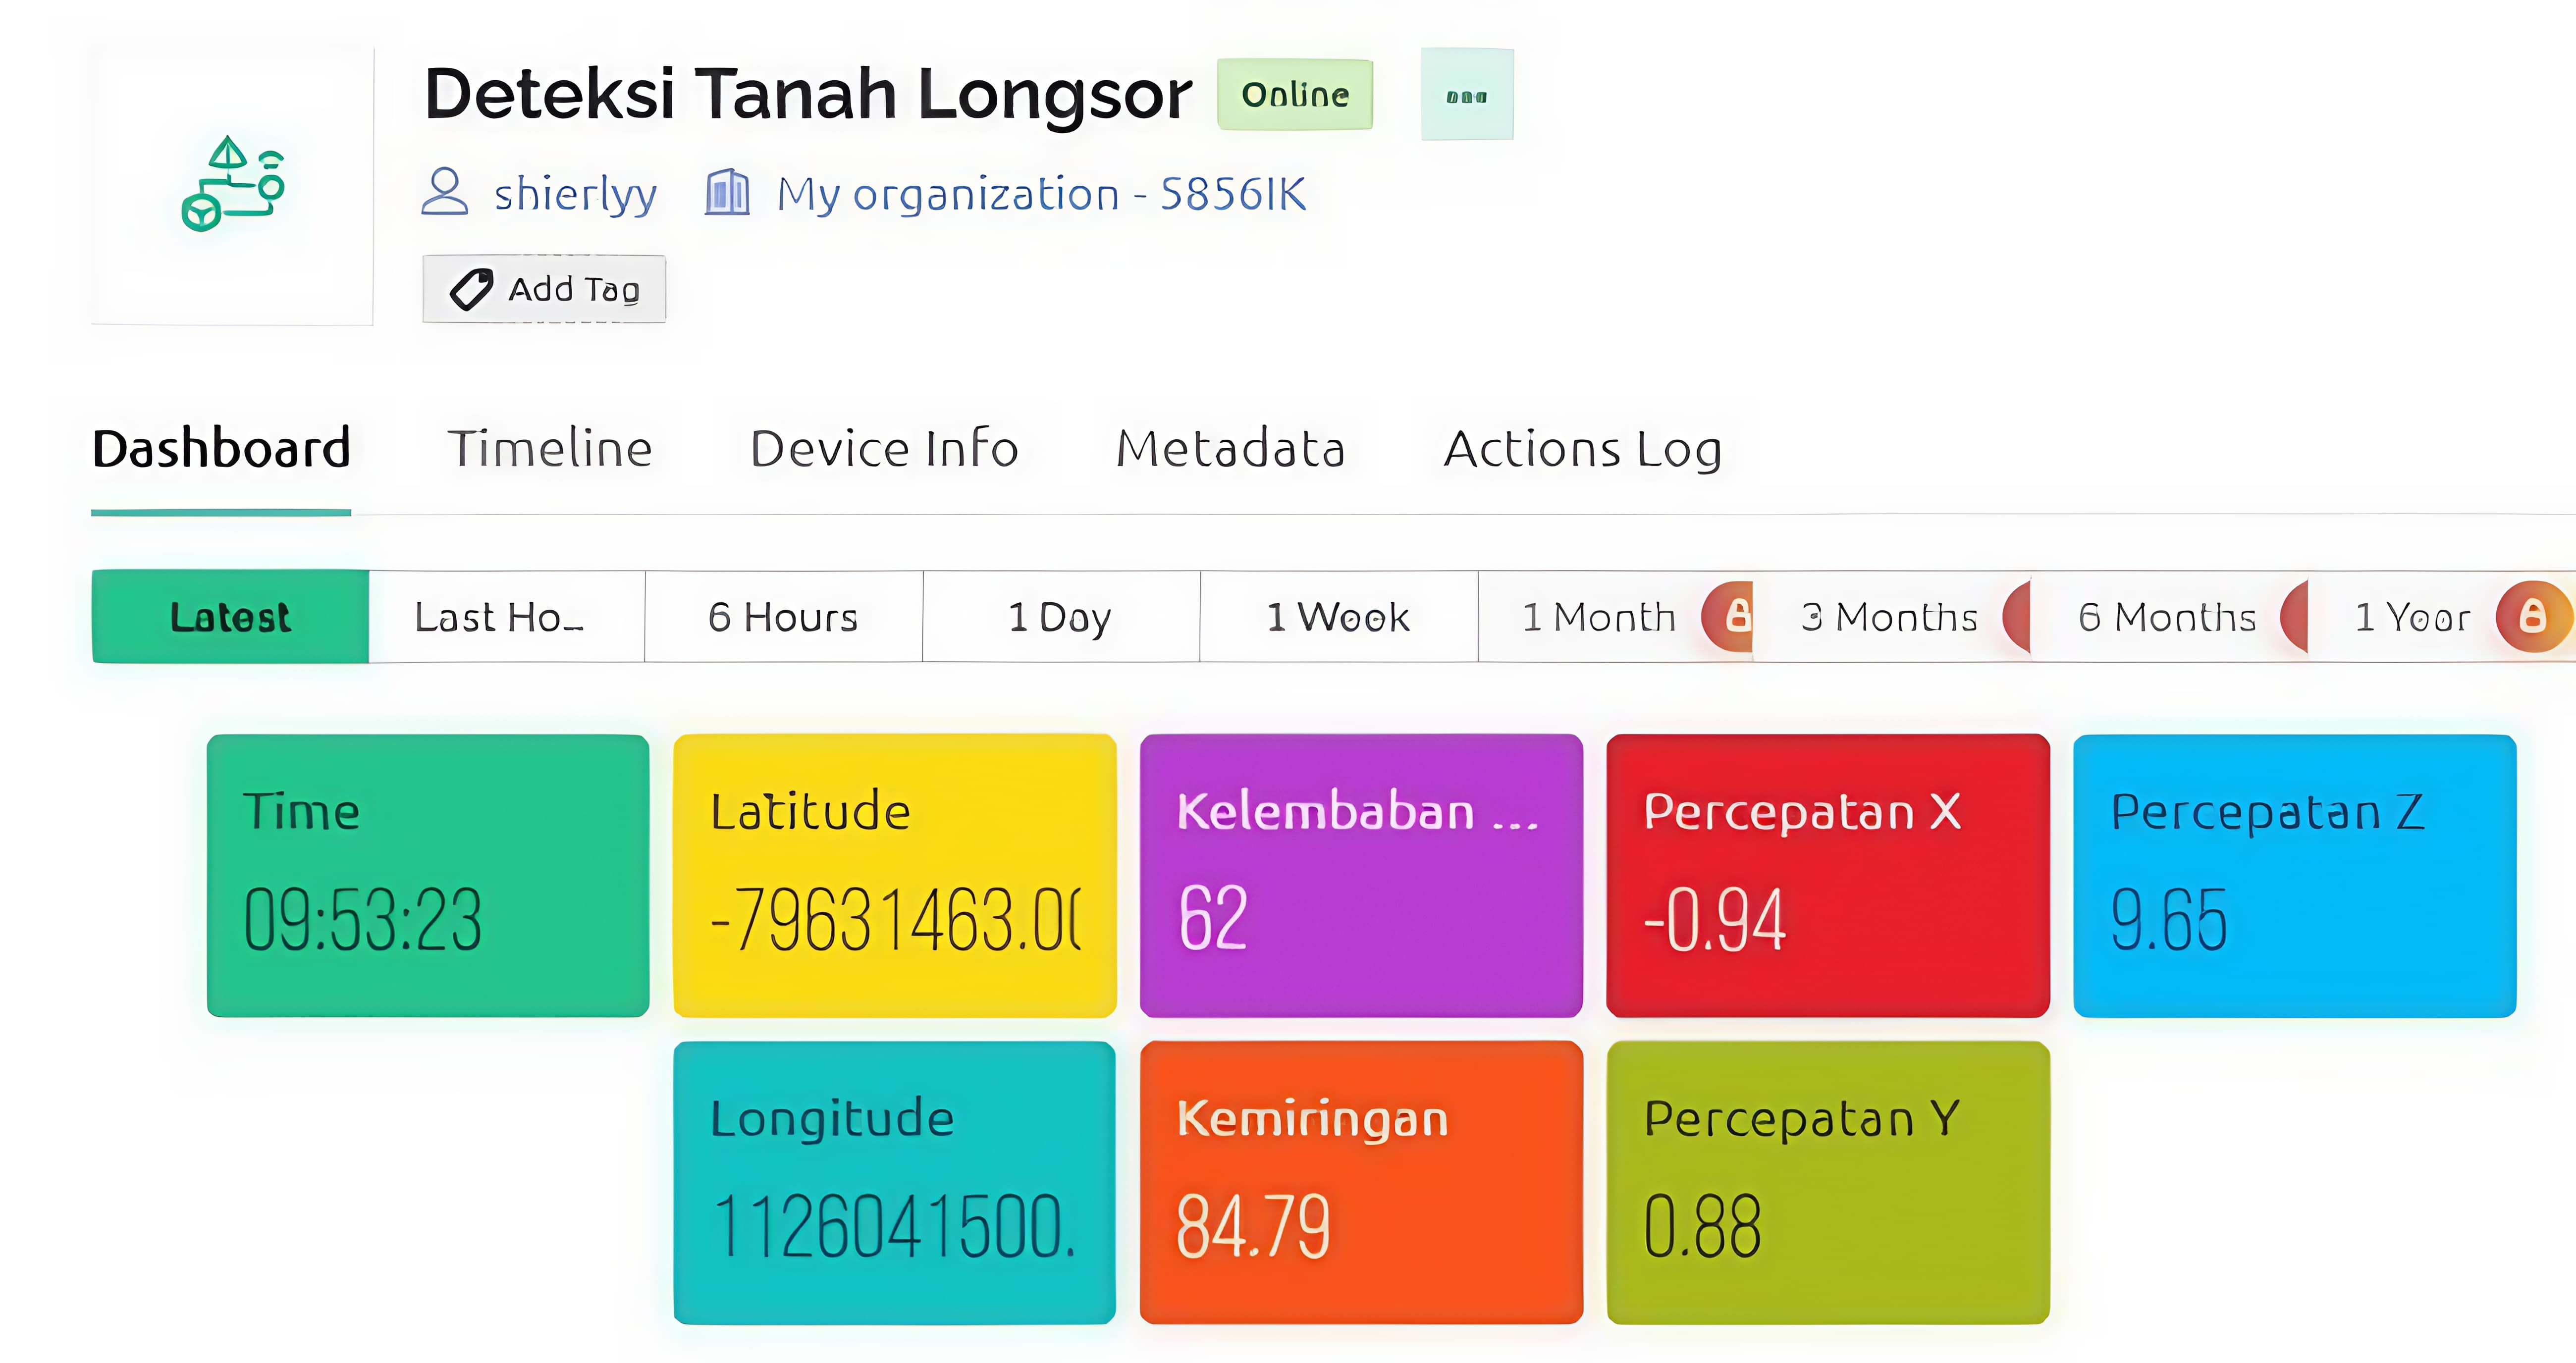 Deteksi Tanah Longsor Online
shierlyy My organization - S856IK
Add Tag
Dashboard Timeline Device Info Metadata Actions Log
Latest Last Ho... 6 Hours 1 Day 1 Week 1 Month 3 Months 6 Months 1 Year
Time
09:53:23
Latitude
-79631463.0
Kelembaban ...
62
Percepatan X
-0.94
Percepatan Z
9.65
Longitude
1126041500.
Kemiringan
84.79
Percepatan Y
0.88